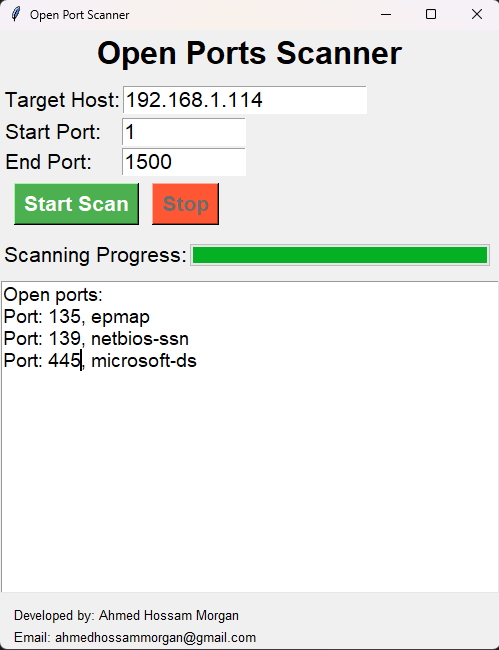 Open Port Scanner
Open Ports Scanner
Target Host: 192.168.1.114
Start Port: 1
End Port: 1500
Start Scan Stop
Scanning Progress:
Open ports:
Port: 135, epmap
Port: 139, netbios-ssn
Port: 445, microsoft-ds
Developed by: Ahmed Hossam Morgan
Email: ahmedhossammorgan@gmail.com